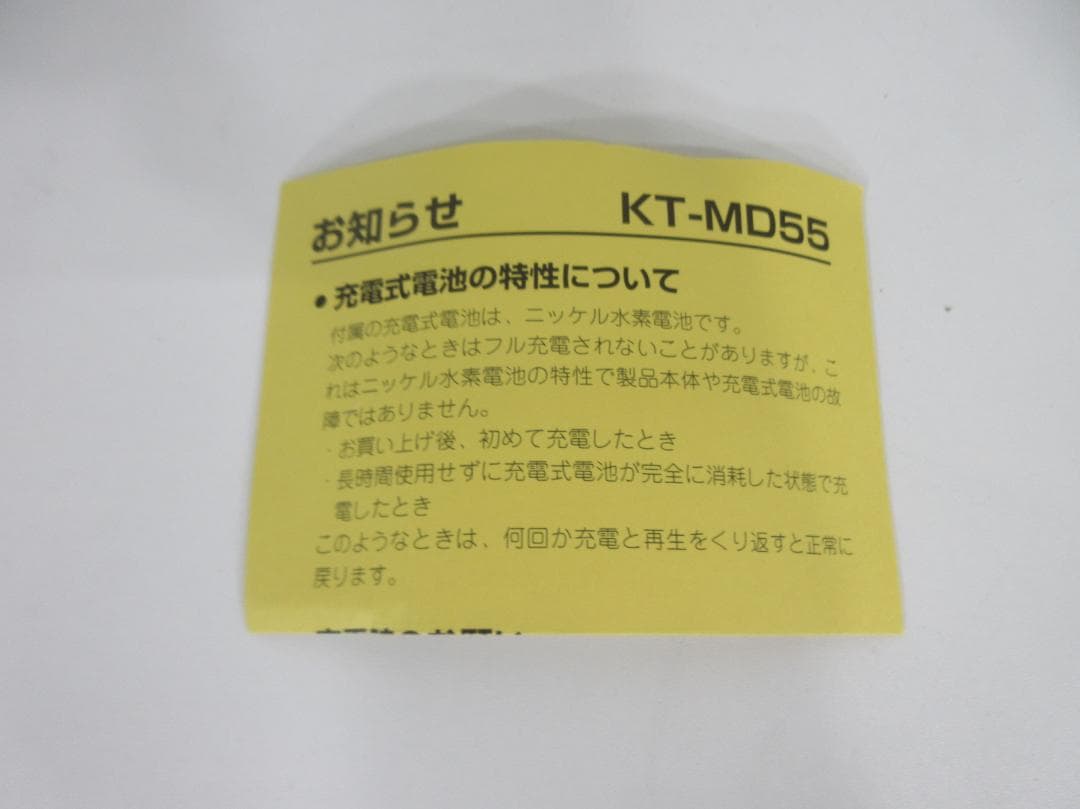 お知らせ KT-MD55
● 充電式電池の特性について
付属の充電式電池は、ニッケル水素電池です。
次のようなときはフル充電されないことがありますが、こ
れはニッケル水素電池の特性で製品本体や充電式電池の故
障ではありません。
・お買い上げ後、初めて充電したとき
・長時間使用せずに充電式電池が完全に消耗した状態で充
電したとき
このようなときは、何回か充電と再生をくり返すと正常に
戻ります。